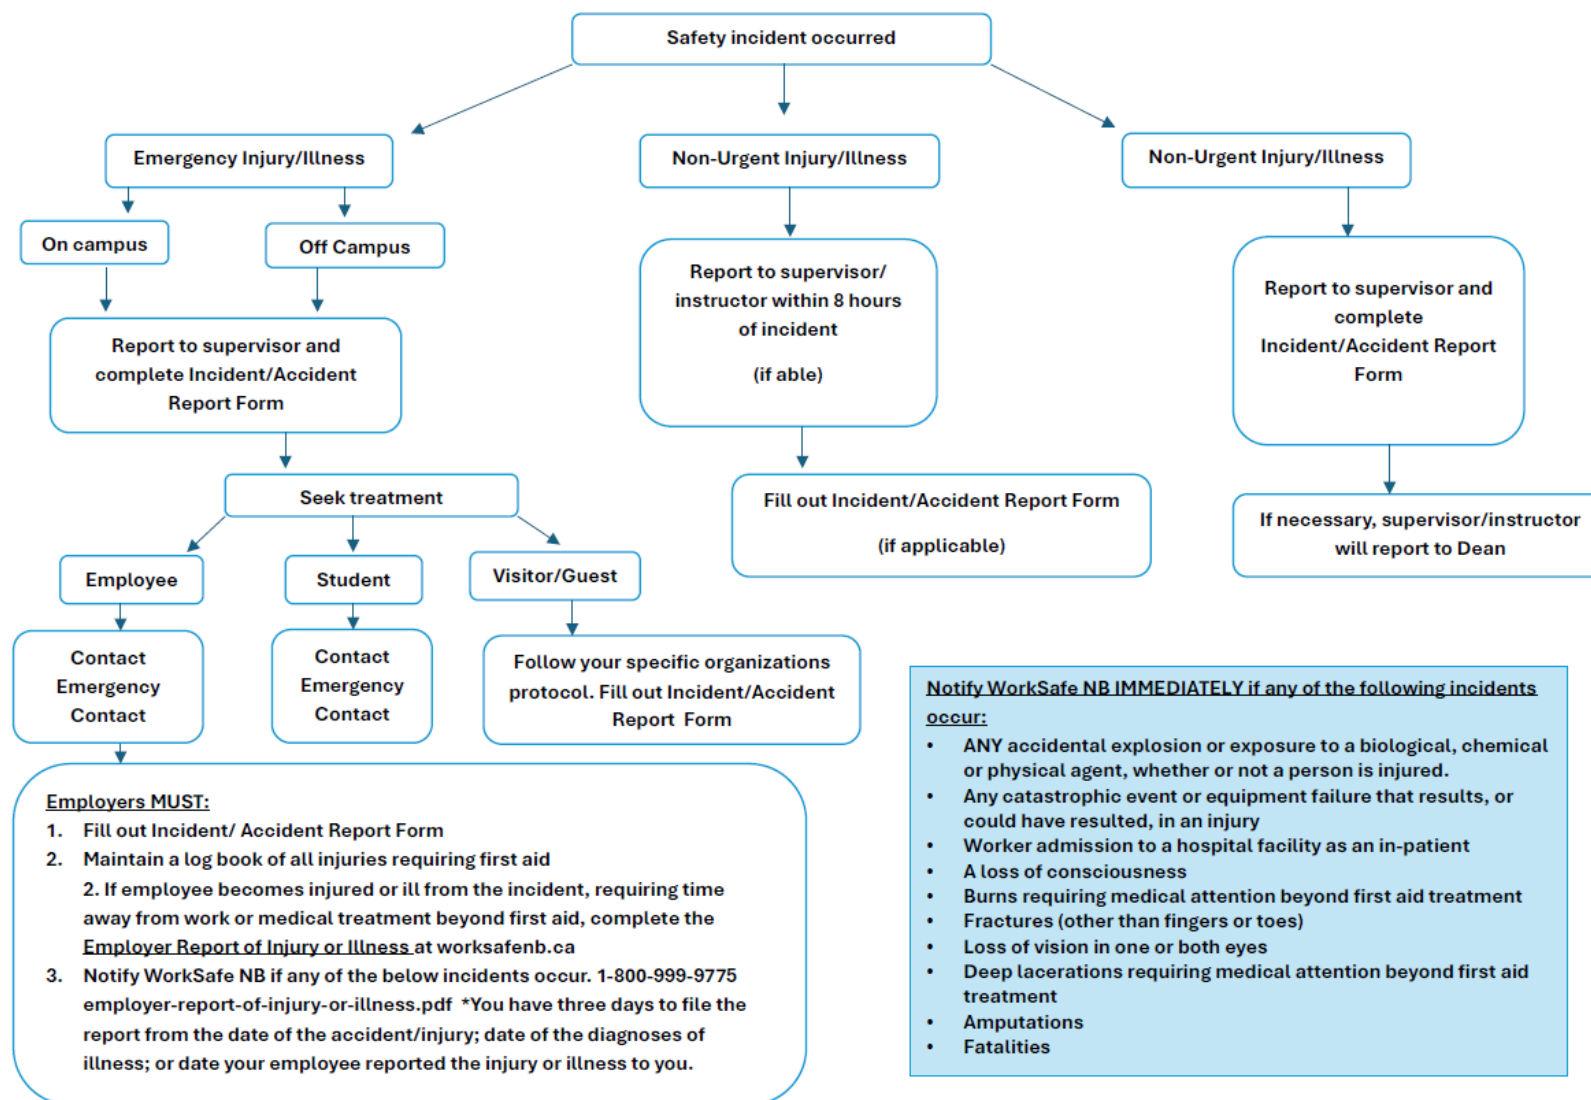 Safety incident occurred
Emergency Injury/Illness
Non-Urgent Injury/Illness
Non-Urgent Injury/Illness
On campus
Off Campus
Report to supervisor/
instructor within 8 hours
of incident
(if able)
Report to supervisor and
complete
Incident/Accident Report
Form
Report to supervisor and
complete Incident/Accident
Report Form
Seek treatment
Fill out Incident/Accident Report Form
(if applicable)
If necessary, supervisor/instructor
will report to Dean
Employee
Student
Visitor/Guest
Contact
Emergency
Contact
Contact
Emergency
Contact
Follow your specific organizations
protocol. Fill out Incident/Accident
Report Form
Employers MUST:
1. Fill out Incident/ Accident Report Form
2. Maintain a log book of all injuries requiring first aid
2. If employee becomes injured or ill from the incident, requiring time
away from work or medical treatment beyond first aid, complete the
Employer Report of Injury or Illness at worksafenb.ca
3. Notify WorkSafe NB if any of the below incidents occur. 1-800-999-9775
employer-report-of-injury-or-illness.pdf *You have three days to file the
report from the date of the accident/injury; date of the diagnoses of
illness; or date your employee reported the injury or illness to you.
Notify WorkSafe NB IMMEDIATELY if any of the following incidents
occur:
• ANY accidental explosion or exposure to a biological, chemical
or physical agent, whether or not a person is injured.
• Any catastrophic event or equipment failure that results, or
could have resulted, in an injury
• Worker admission to a hospital facility as an in-patient
• A loss of consciousness
• Burns requiring medical attention beyond first aid treatment
• Fractures (other than fingers or toes)
• Loss of vision in one or both eyes
• Deep lacerations requiring medical attention beyond first aid
treatment
• Amputations
• Fatalities